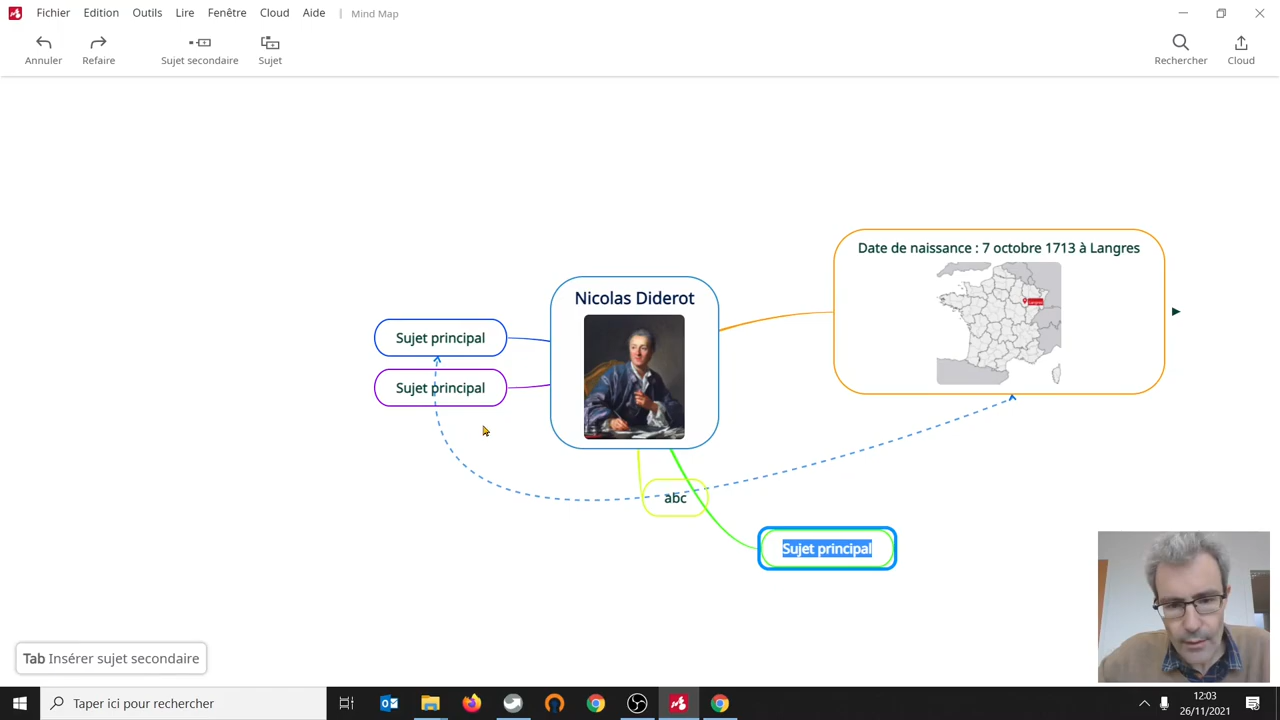 Fichier Edition Outils Lire Fenêtre Cloud Aide | Mind Map
Annuler Refaire Sujet secondaire Sujet Rechercher Cloud
Date de naissance : 7 octobre 1713 à Langres
Langres
Nicolas Diderot
Sujet principal
Sujet principal
abc
Sujet principal
Tab Insérer sujet secondaire
Taper ici pour rechercher
12:03
26/11/2021